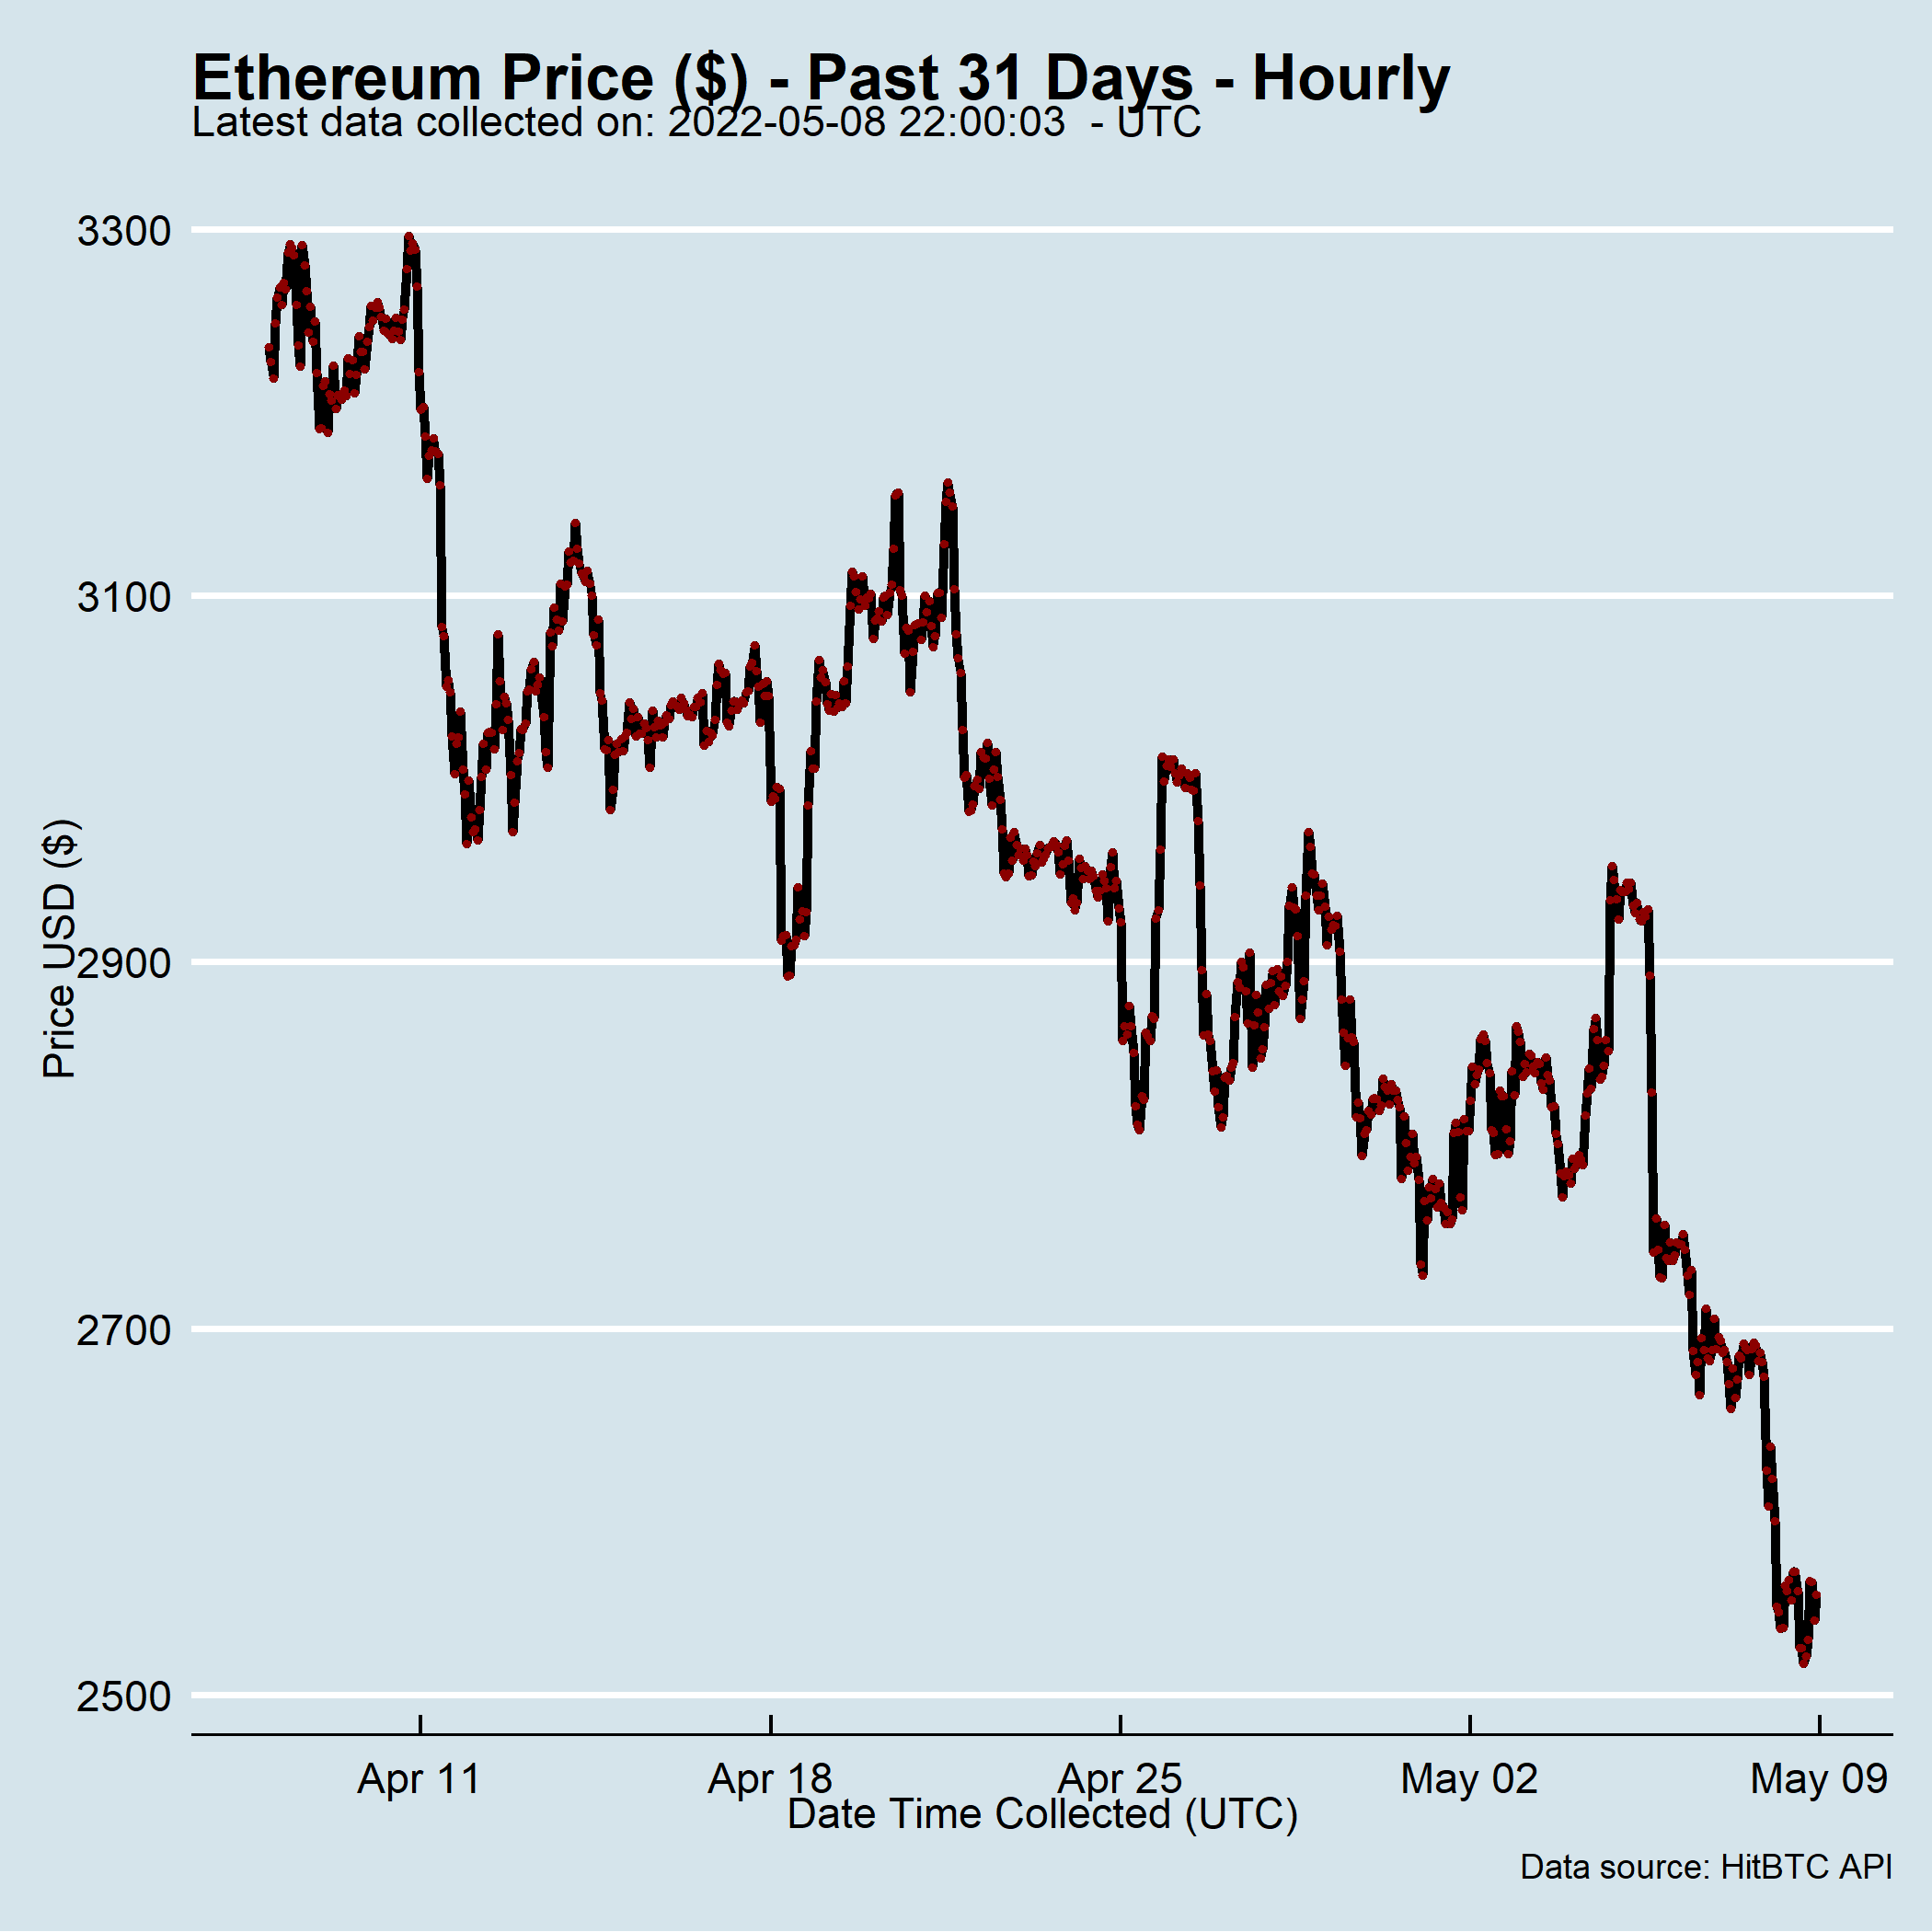 Ethereum Price ($) - Past 31 Days - Hourly
Latest data collected on: 2022-05-08 22:00:03  - UTC
3300
3100
2900
2700
2500
Price USD ($)
Apr 11 Apr 18 Apr 25 May 02 May 09
Date Time Collected (UTC)
Data source: HitBTC API